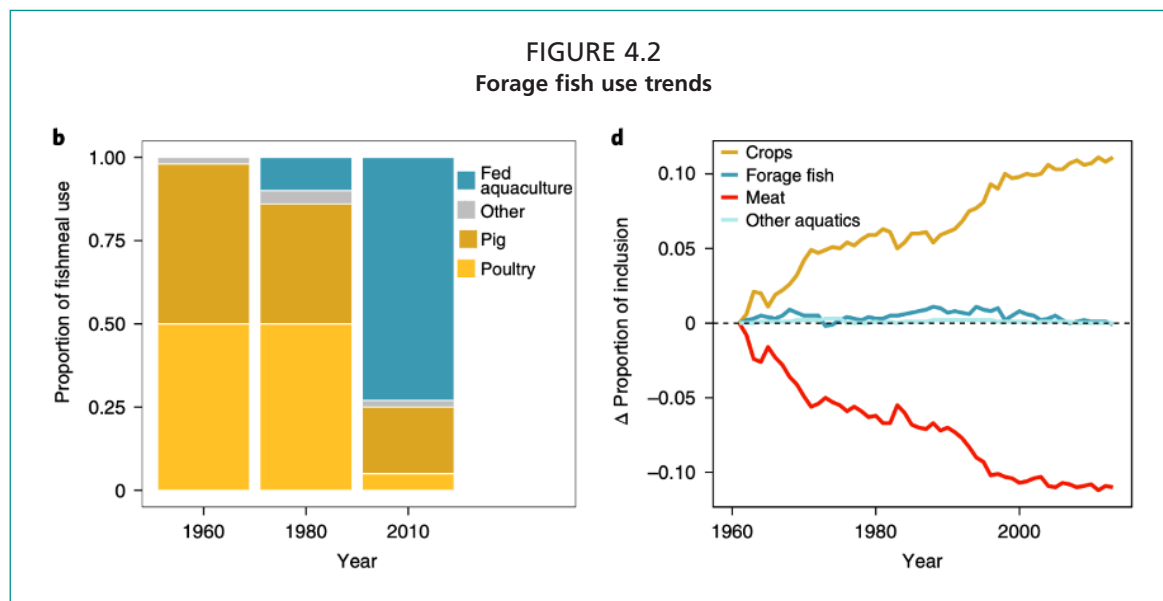 FIGURE 4.2
Forage fish use trends
b
Proportion of fishmeal use
1.00
0.75
0.50
0.25
0
1960
1980
2010
Year
Fed
aquaculture
Other
Pig
Poultry
d
Δ Proportion of inclusion
0.10
0.05
0
−0.05
−0.10
Crops
Forage fish
Meat
Other aquatics
1960
1980
2000
Year